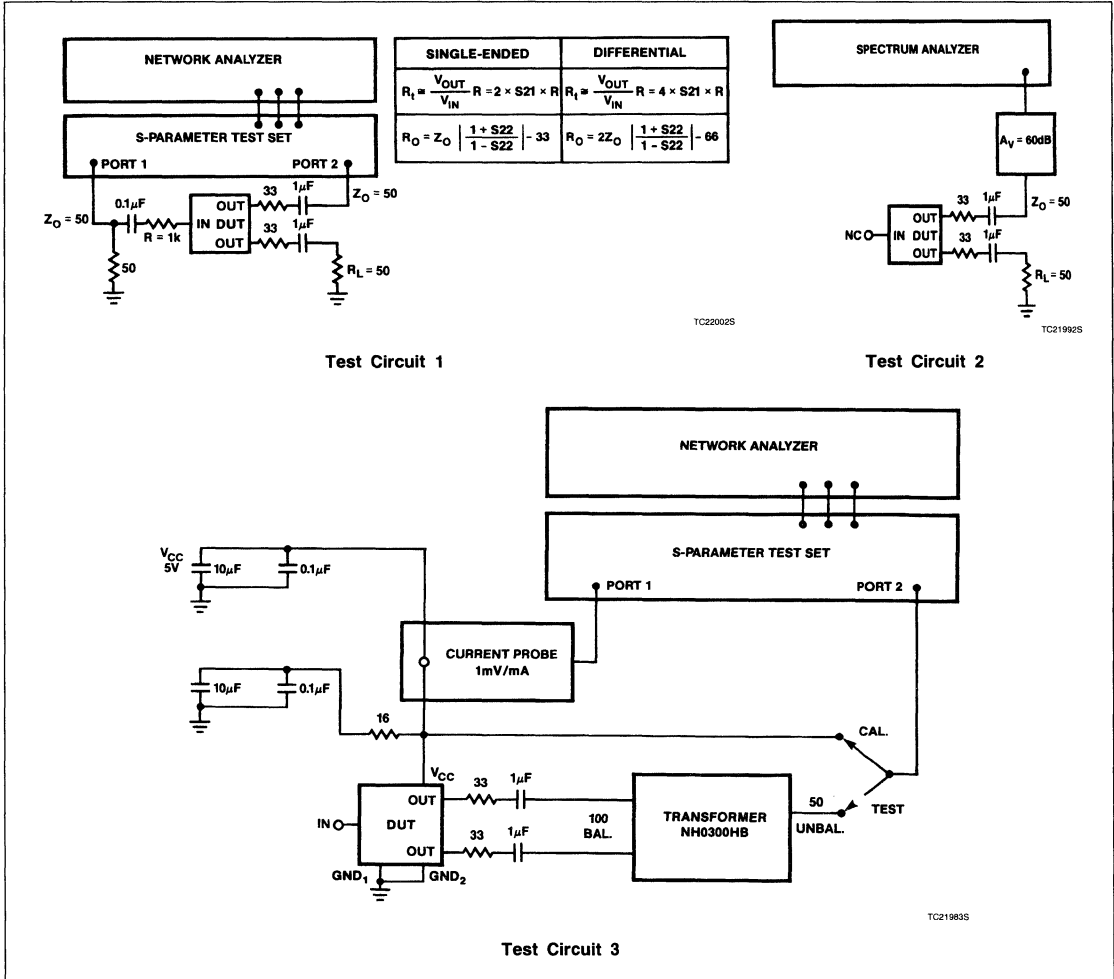 NETWORK ANALYZER
S-PARAMETER TEST SET
PORT 1
PORT 2
Z_O = 50
0.1μF
R = 1k
50
IN DUT
OUT
OUT
33
1μF
33
1μF
Z_O = 50
R_L = 50
SINGLE-ENDED DIFFERENTIAL
R_t ≅ V_OUT/V_IN R = 2 × S21 × R R_t ≅ V_OUT/V_IN R = 4 × S21 × R
R_O = Z_O |1 + S22/1 - S22| - 33 R_O = 2Z_O |1 + S22/1 - S22| - 66
TC22002S
Test Circuit 1
SPECTRUM ANALYZER
A_V = 60dB
Z_O = 50
NC
IN DUT
OUT
OUT
33
1μF
33
1μF
R_L = 50
TC21992S
Test Circuit 2
NETWORK ANALYZER
S-PARAMETER TEST SET
PORT 1
PORT 2
V_CC
5V
10μF
0.1μF
CURRENT PROBE
1mV/mA
10μF
0.1μF
16
CAL.
TEST
V_CC
IN
DUT
OUT
OUT
33
1μF
33
1μF
100
BAL.
TRANSFORMER
NH0300HB
50
UNBAL.
GND_1
GND_2
TC21983S
Test Circuit 3